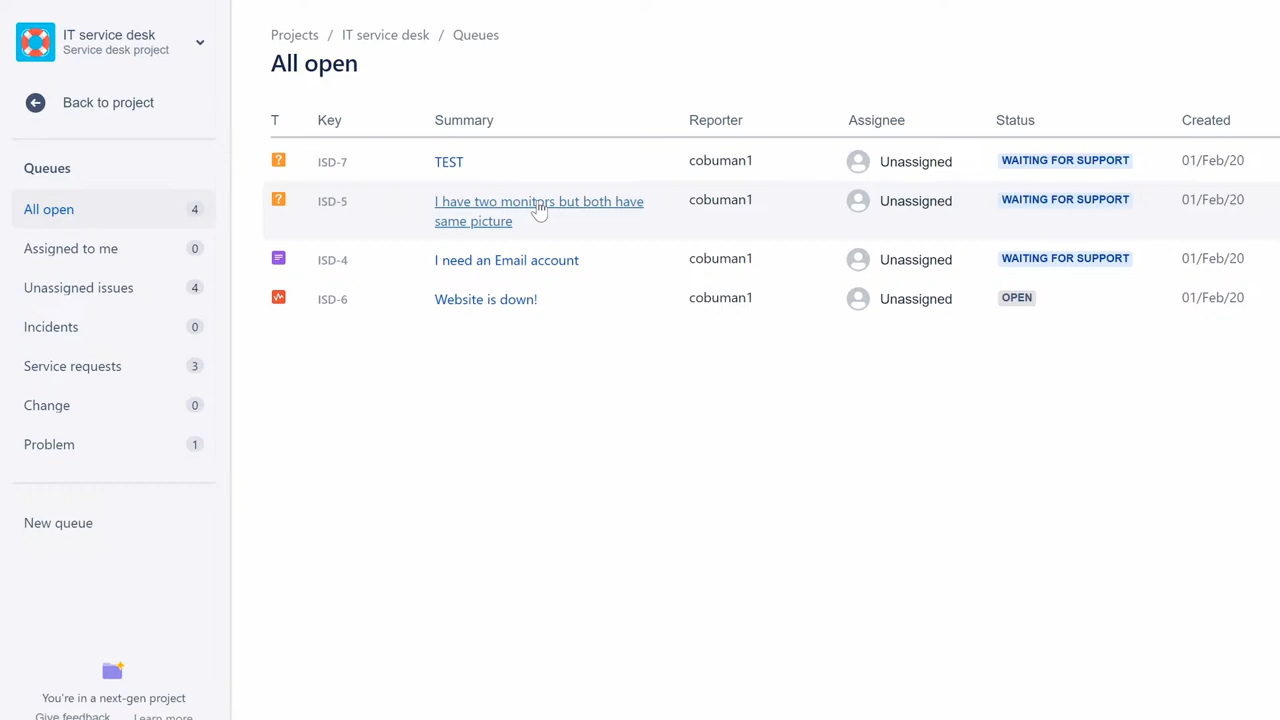 IT service desk
Service desk project
Back to project
Queues
All open 4
Assigned to me 0
Unassigned issues 4
Incidents 0
Service requests 3
Change 0
Problem 1
New queue
You're in a next-gen project
Give feedback Learn more
Projects / IT service desk / Queues
All open
T Key Summary Reporter Assignee Status Created
? ISD-7 TEST cobuman1 Unassigned WAITING FOR SUPPORT 01/Feb/20
? ISD-5 I have two monitors but both have cobuman1 Unassigned WAITING FOR SUPPORT 01/Feb/20
same picture
ISD-4 I need an Email account cobuman1 Unassigned WAITING FOR SUPPORT 01/Feb/20
ISD-6 Website is down! cobuman1 Unassigned OPEN 01/Feb/20